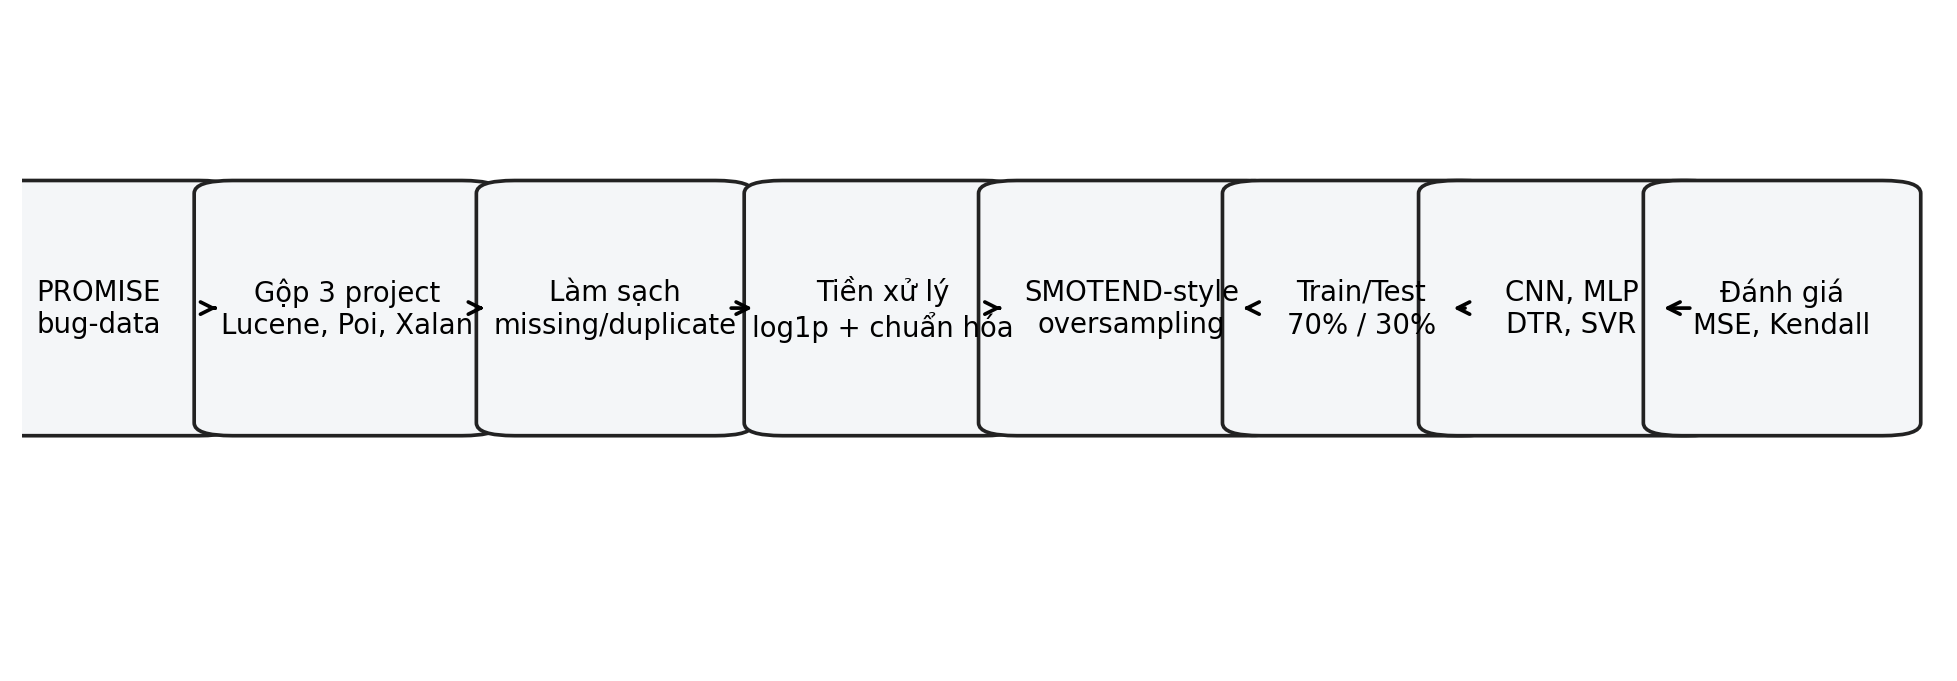 PROMISE
bug-data
Gộp 3 project
Lucene, Poi, Xalan
Làm sạch
missing/duplicate
Tiền xử lý
log1p + chuẩn hóa
SMOTEND-style
oversampling
Train/Test
70% / 30%
CNN, MLP
DTR, SVR
Đánh giá
MSE, Kendall